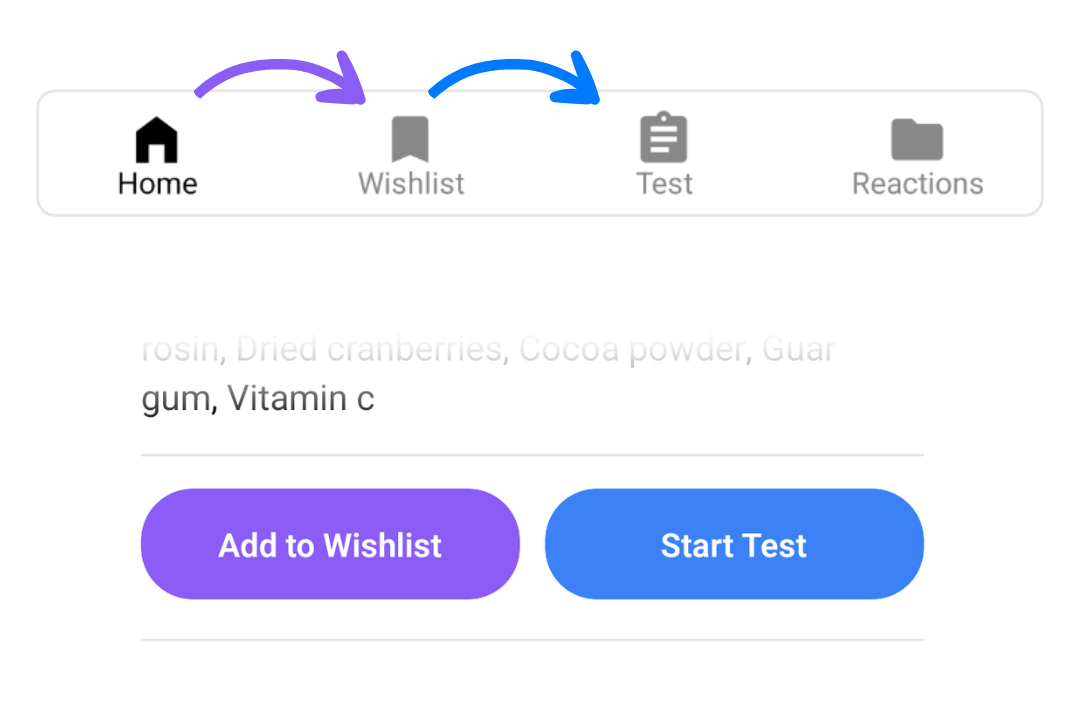 Home Wishlist Test Reactions
rosin, Dried cranberries, Cocoa powder, Guar
gum, Vitamin c
Add to Wishlist Start Test